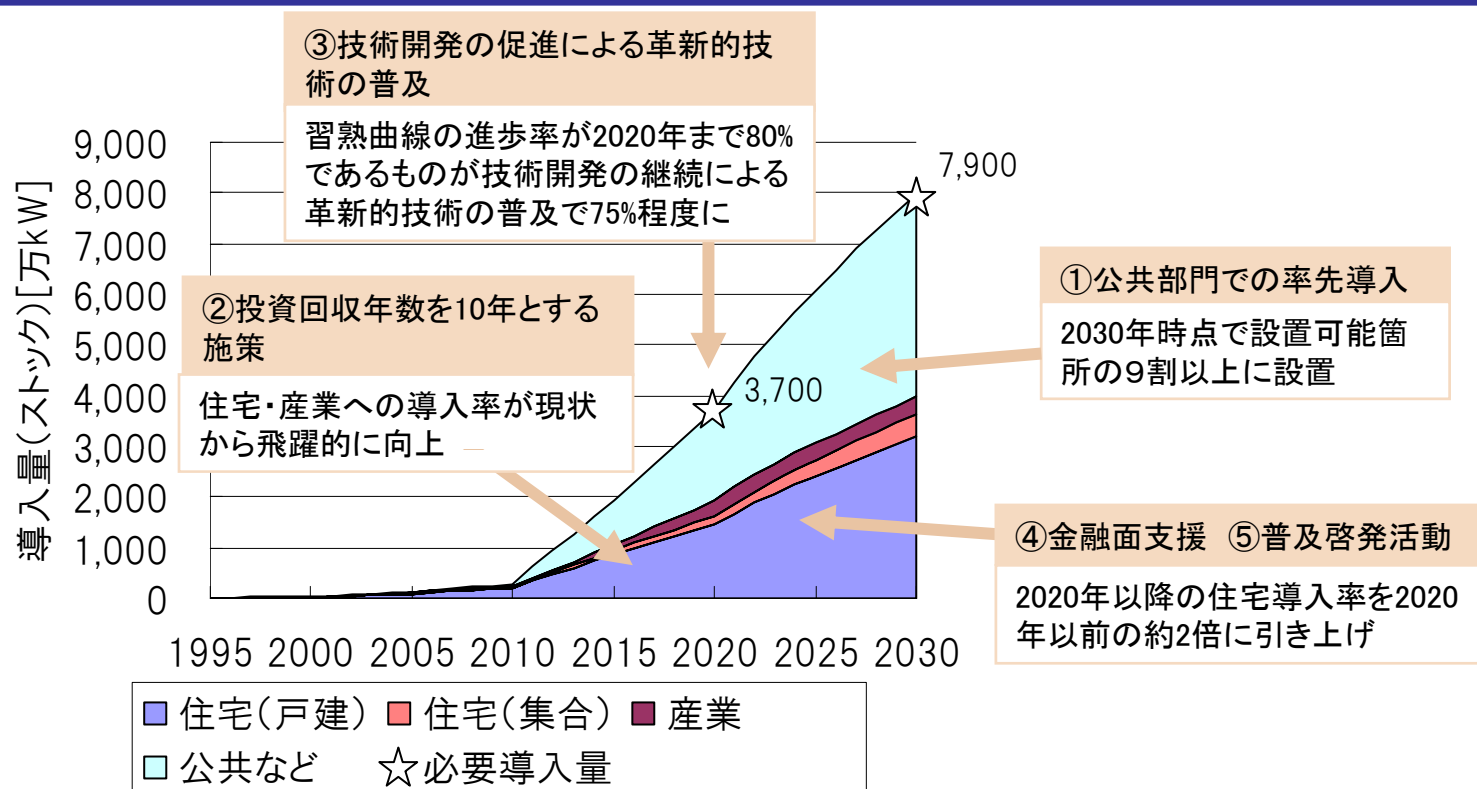 ③技術開発の促進による革新的技
術の普及
習熟曲線の進歩率が2020年まで80%
であるものが技術開発の継続による
革新的技術の普及で75%程度に
②投資回収年数を10年とする
施策
住宅・産業への導入率が現状
から飛躍的に向上
①公共部門での率先導入
2030年時点で設置可能箇
所の９割以上に設置
④金融面支援 ⑤普及啓発活動
2020年以降の住宅導入率を2020
年以前の約2倍に引き上げ
導入量(ストック)[万kW]
9,000
8,000
7,000
6,000
5,000
4,000
3,000
2,000
1,000
0
7,900
3,700
1995 2000 2005 2010 2015 2020 2025 2030
住宅(戸建) 住宅(集合) 産業
公共など ☆必要導入量